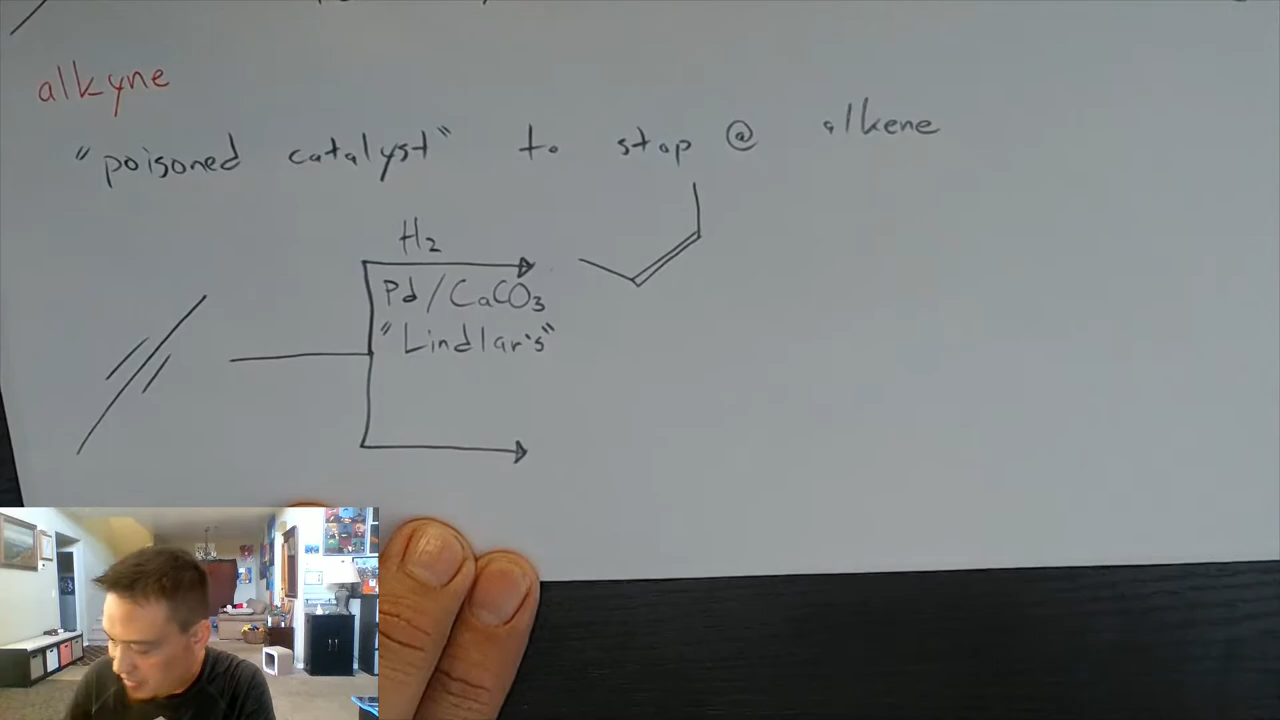 alkyne
"poisoned catalyst" to stop @ alkene
H₂
Pd/CaCO₃
"Lindlar's"